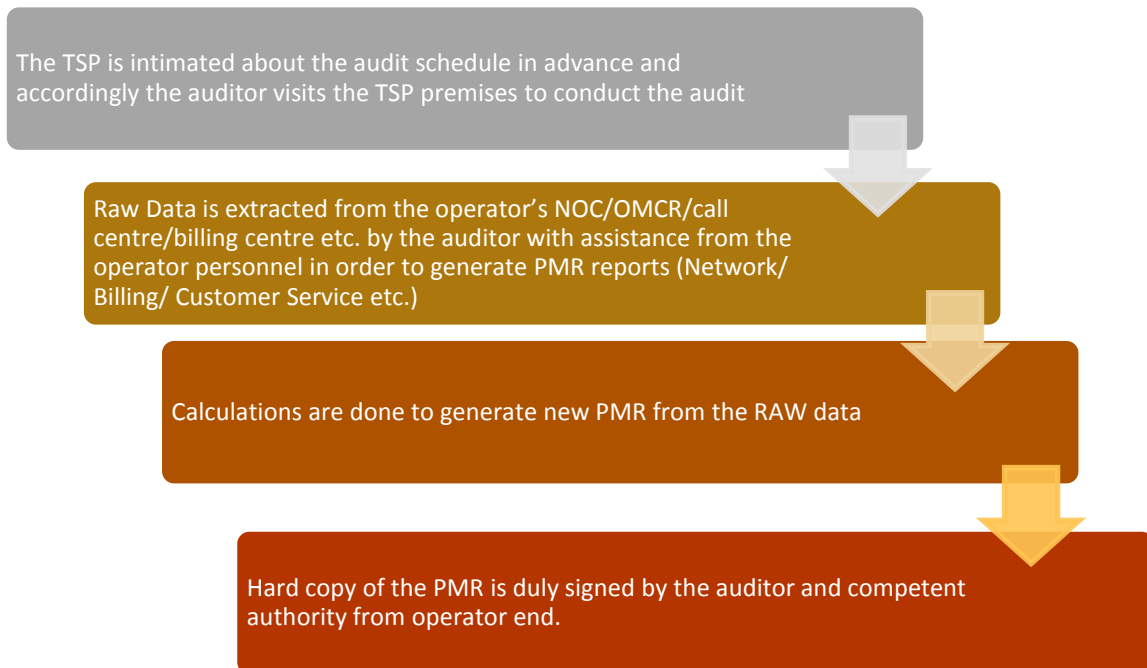 The TSP is intimated about the audit schedule in advance and
accordingly the auditor visits the TSP premises to conduct the audit
Raw Data is extracted from the operator’s NOC/OMCR/call
centre/billing centre etc. by the auditor with assistance from the
operator personnel in order to generate PMR reports (Network/
Billing/ Customer Service etc.)
Calculations are done to generate new PMR from the RAW data
Hard copy of the PMR is duly signed by the auditor and competent
authority from operator end.